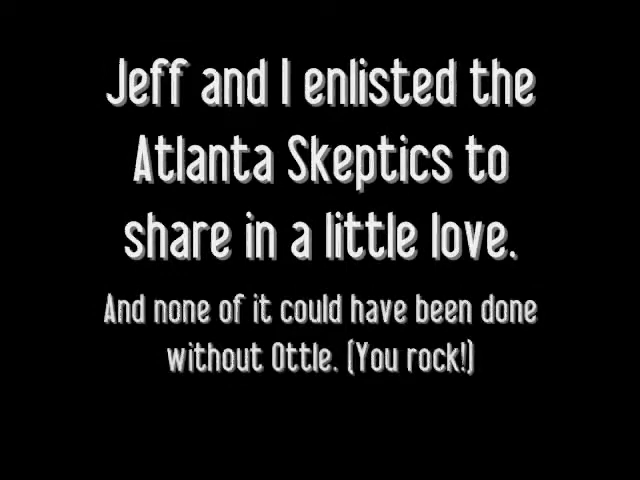 Jeff and I enlisted the
Atlanta Skeptics to
share in a little love.
And none of it could have been done
without Ottle. (You rock!)